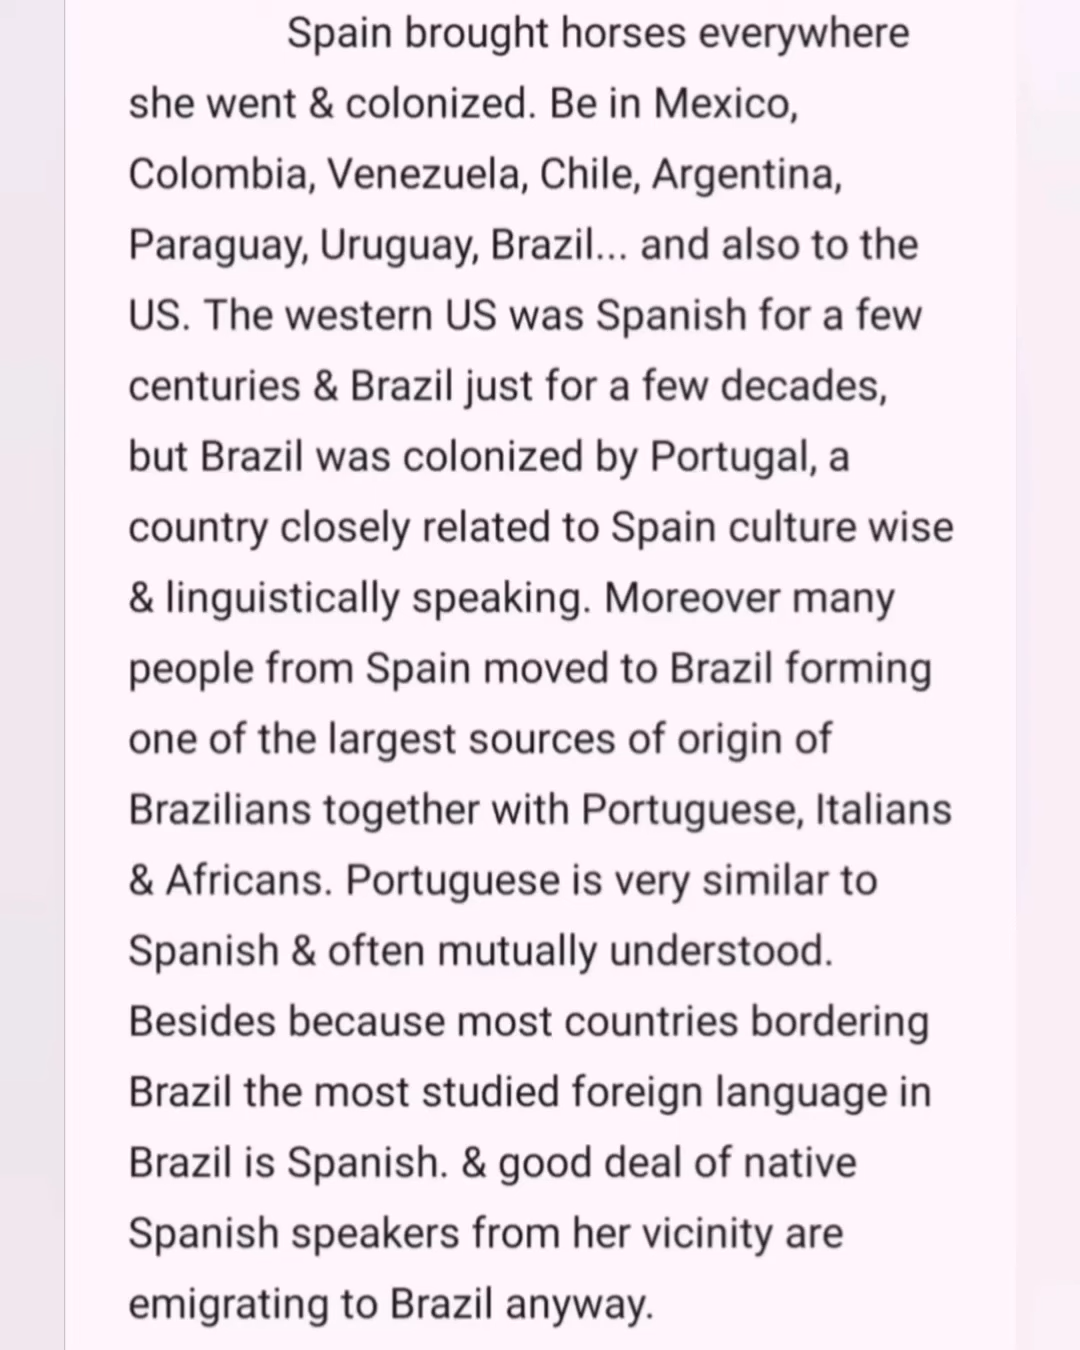 Spain brought horses everywhere
she went & colonized. Be in Mexico,
Colombia, Venezuela, Chile, Argentina,
Paraguay, Uruguay, Brazil... and also to the
US. The western US was Spanish for a few
centuries & Brazil just for a few decades,
but Brazil was colonized by Portugal, a
country closely related to Spain culture wise
& linguistically speaking. Moreover many
people from Spain moved to Brazil forming
one of the largest sources of origin of
Brazilians together with Portuguese, Italians
& Africans. Portuguese is very similar to
Spanish & often mutually understood.
Besides because most countries bordering
Brazil the most studied foreign language in
Brazil is Spanish. & good deal of native
Spanish speakers from her vicinity are
emigrating to Brazil anyway.